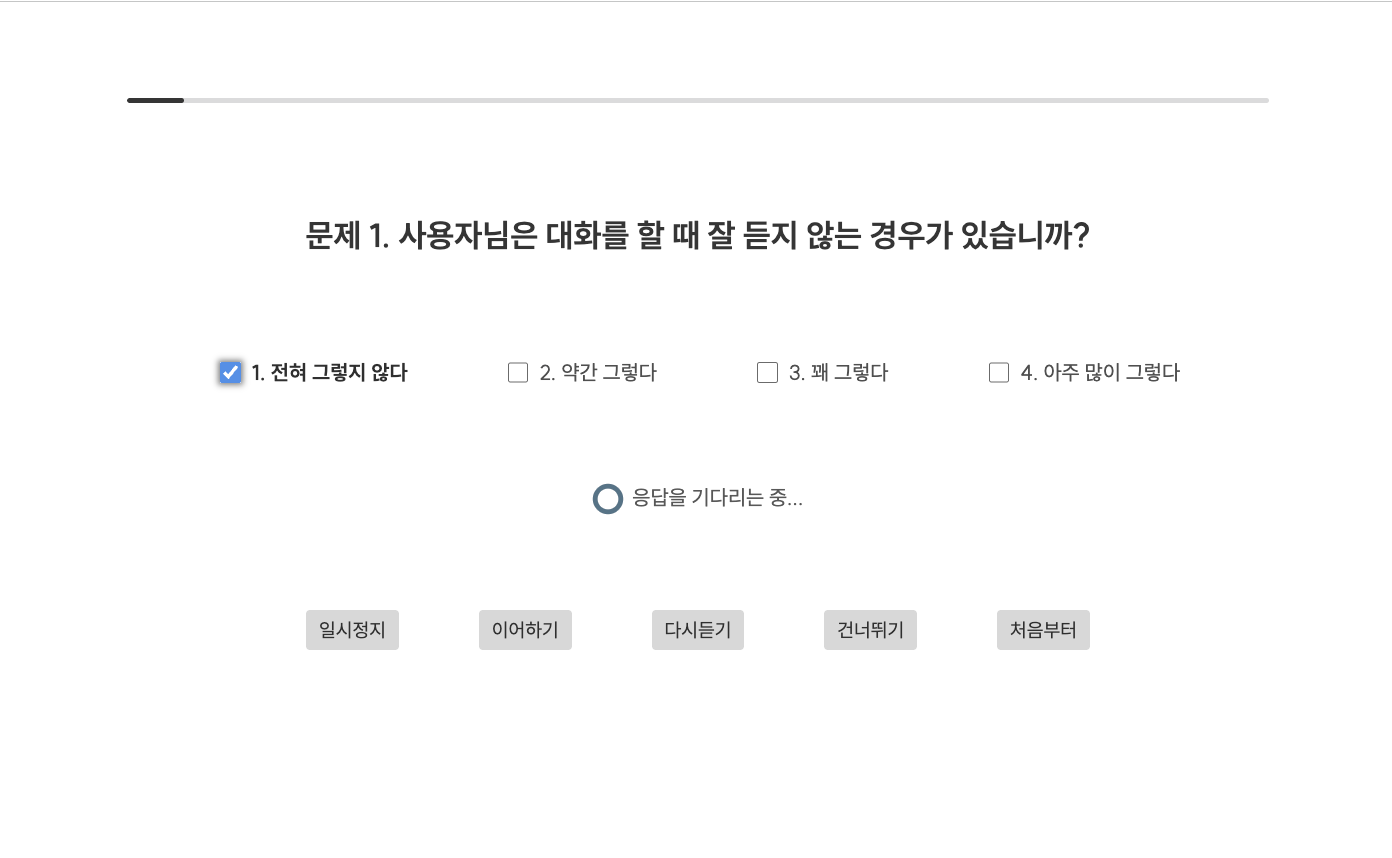 문제 1. 사용자님은 대화를 할 때 잘 듣지 않는 경우가 있습니까?
1. 전혀 그렇지 않다 2. 약간 그렇다 3. 꽤 그렇다 4. 아주 많이 그렇다
응답을 기다리는 중...
일시정지 이어하기 다시듣기 건너뛰기 처음부터